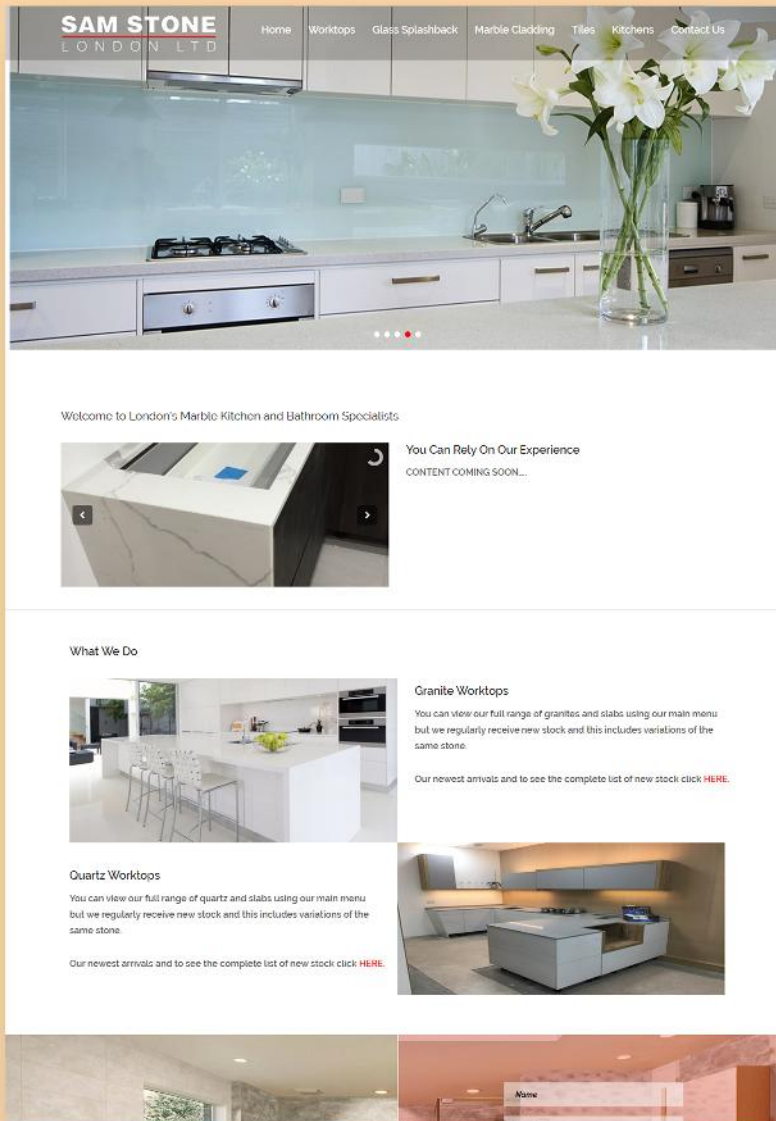 SAM STONE
LONDON LTD
Home Worktops Glass Splashback Marble Cladding Tiles Kitchens Contact Us
Welcome to London's Marble Kitchen and Bathroom Specialists
You Can Rely On Our Experience
CONTENT COMING SOON....
What We Do
Granite Worktops
You can view our full range of granites and slabs using our main menu
but we regularly receive new stock and this includes variations of the
same stone.
Our newest arrivals and to see the complete list of new stock click HERE.
Quartz Worktops
You can view our full range of quartz and slabs using our main menu
but we regularly receive new stock and this includes variations of the
same stone.
Our newest arrivals and to see the complete list of new stock click HERE.
Name